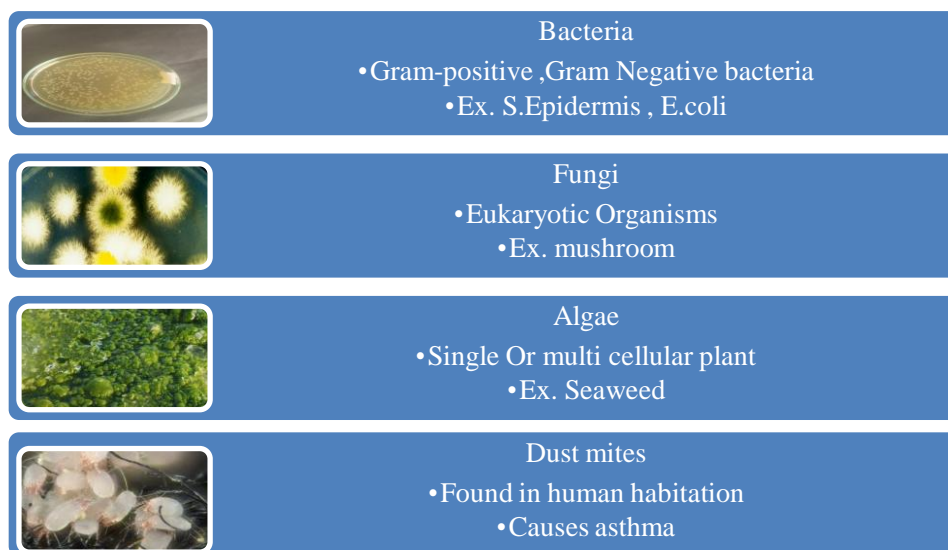 Bacteria
•Gram-positive ,Gram Negative bacteria
•Ex. S.Epidermis , E.coli
Fungi
•Eukaryotic Organisms
•Ex. mushroom
Algae
•Single Or multi cellular plant
•Ex. Seaweed
Dust mites
•Found in human habitation
•Causes asthma